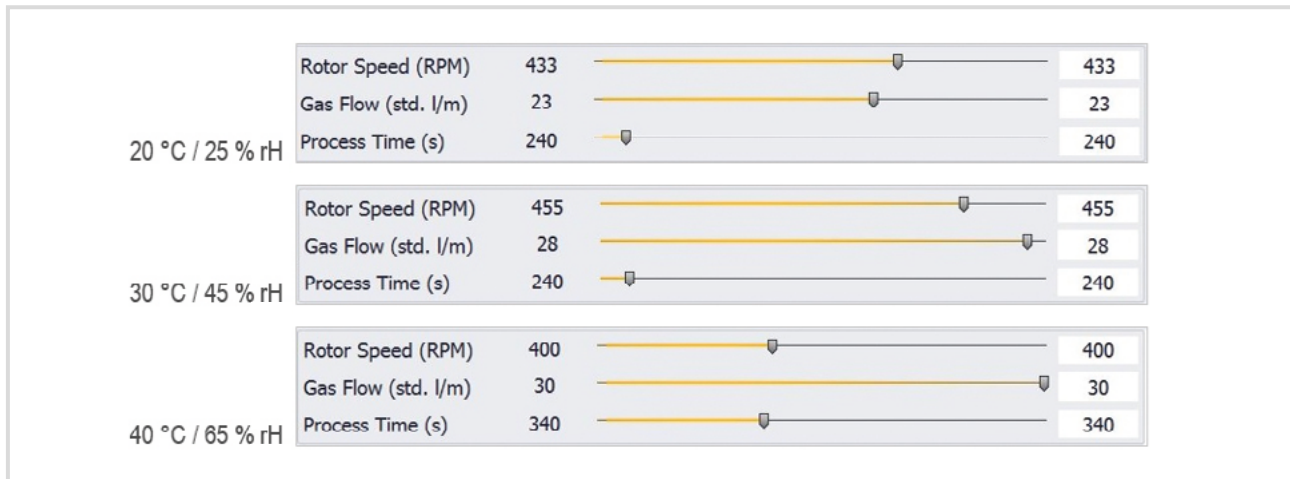 Rotor Speed (RPM) 433 433
Gas Flow (std. l/m) 23 23
20 °C / 25 % rH Process Time (s) 240 240
Rotor Speed (RPM) 455 455
Gas Flow (std. l/m) 28 28
30 °C / 45 % rH Process Time (s) 240 240
Rotor Speed (RPM) 400 400
Gas Flow (std. l/m) 30 30
40 °C / 65 % rH Process Time (s) 340 340